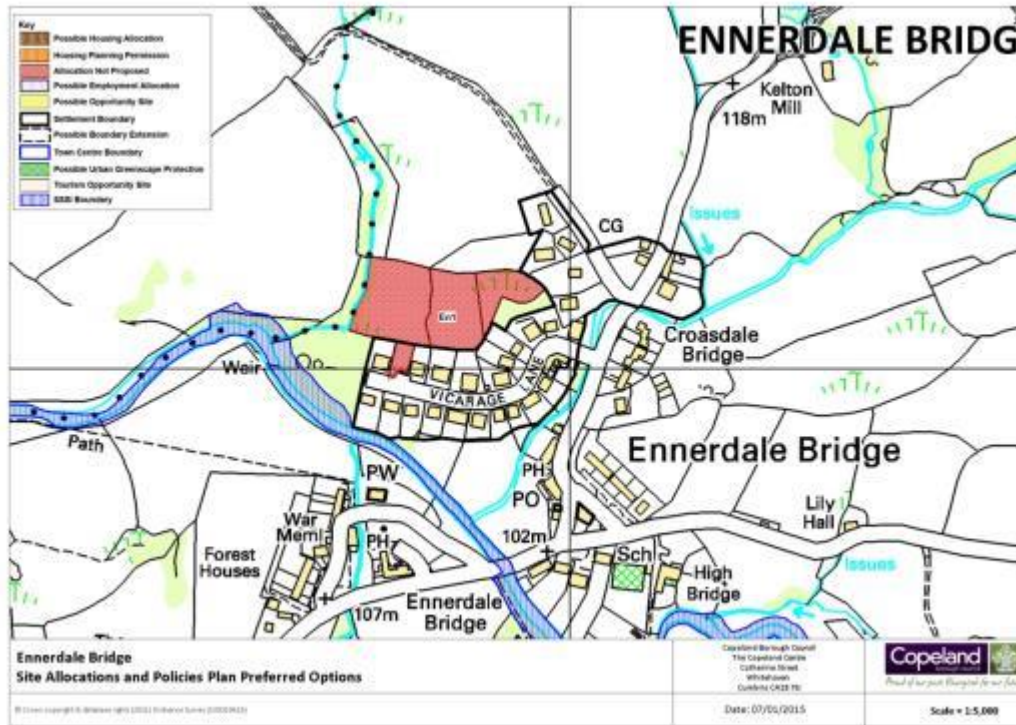 ENNERDALE BRIDG
Key
Possible Housing Allocation
Housing Planning Permission
Allocation Not Proposed
Possible Employment Allocation
Possible Opportunity Site
Settlement Boundary
Possible Boundary Extension
Town Centre Boundary
Possible Urban Greenscape Protection
Tourism Opportunity Site
SSSI Boundary
Kelton
Mill
118m
CG
Issues
Croasdale
Bridge
Weir
VICARAGE LANE
Path
Ennerdale Bridge
PW
PH
PO
War
Meml
PH
102m
Lily
Hall
Sch
Forest
Houses
High
Bridge
Issues
107m
Ennerdale
Bridge
Ennerdale Bridge
Site Allocations and Policies Plan Preferred Options
Copeland Borough Council
The Copeland Centre
Catherine Street
Whitehaven
Date: 07/01/2015
Copeland
Scale = 1:5,000